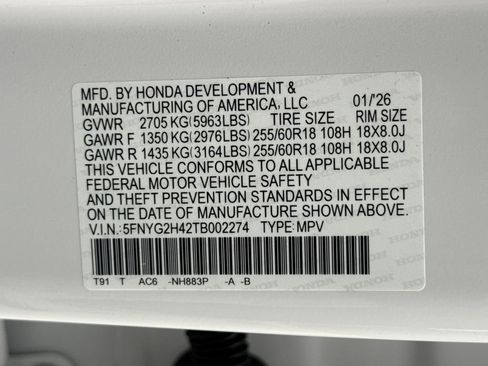 MFD. BY HONDA DEVELOPMENT &
MANUFACTURING OF AMERICA, LLC 01/'26
GVWR 2705 KG(5963LBS) TIRE SIZE RIM SIZE
GAWR F 1350 KG(2976LBS) 255/60R18 108H 18X8.0J
GAWR R 1435 KG(3164LBS) 255/60R18 108H 18X8.0J
THIS VEHICLE CONFORMS TO ALL APPLICABLE
FEDERAL MOTOR VEHICLE SAFETY
AND THEFT PREVENTION STANDARDS IN EFFECT
ON THE DATE OF MANUFACTURE SHOWN ABOVE.
V.I.N.: 5FNYG2H42TB002274 TYPE: MPV
T91 T AC6 -NH883P -A -B